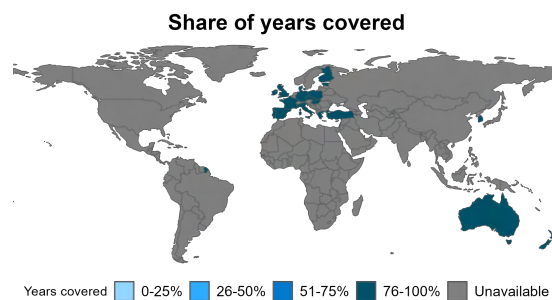 Share of years covered
Years covered 0-25% 26-50% 51-75% 76-100% Unavailable